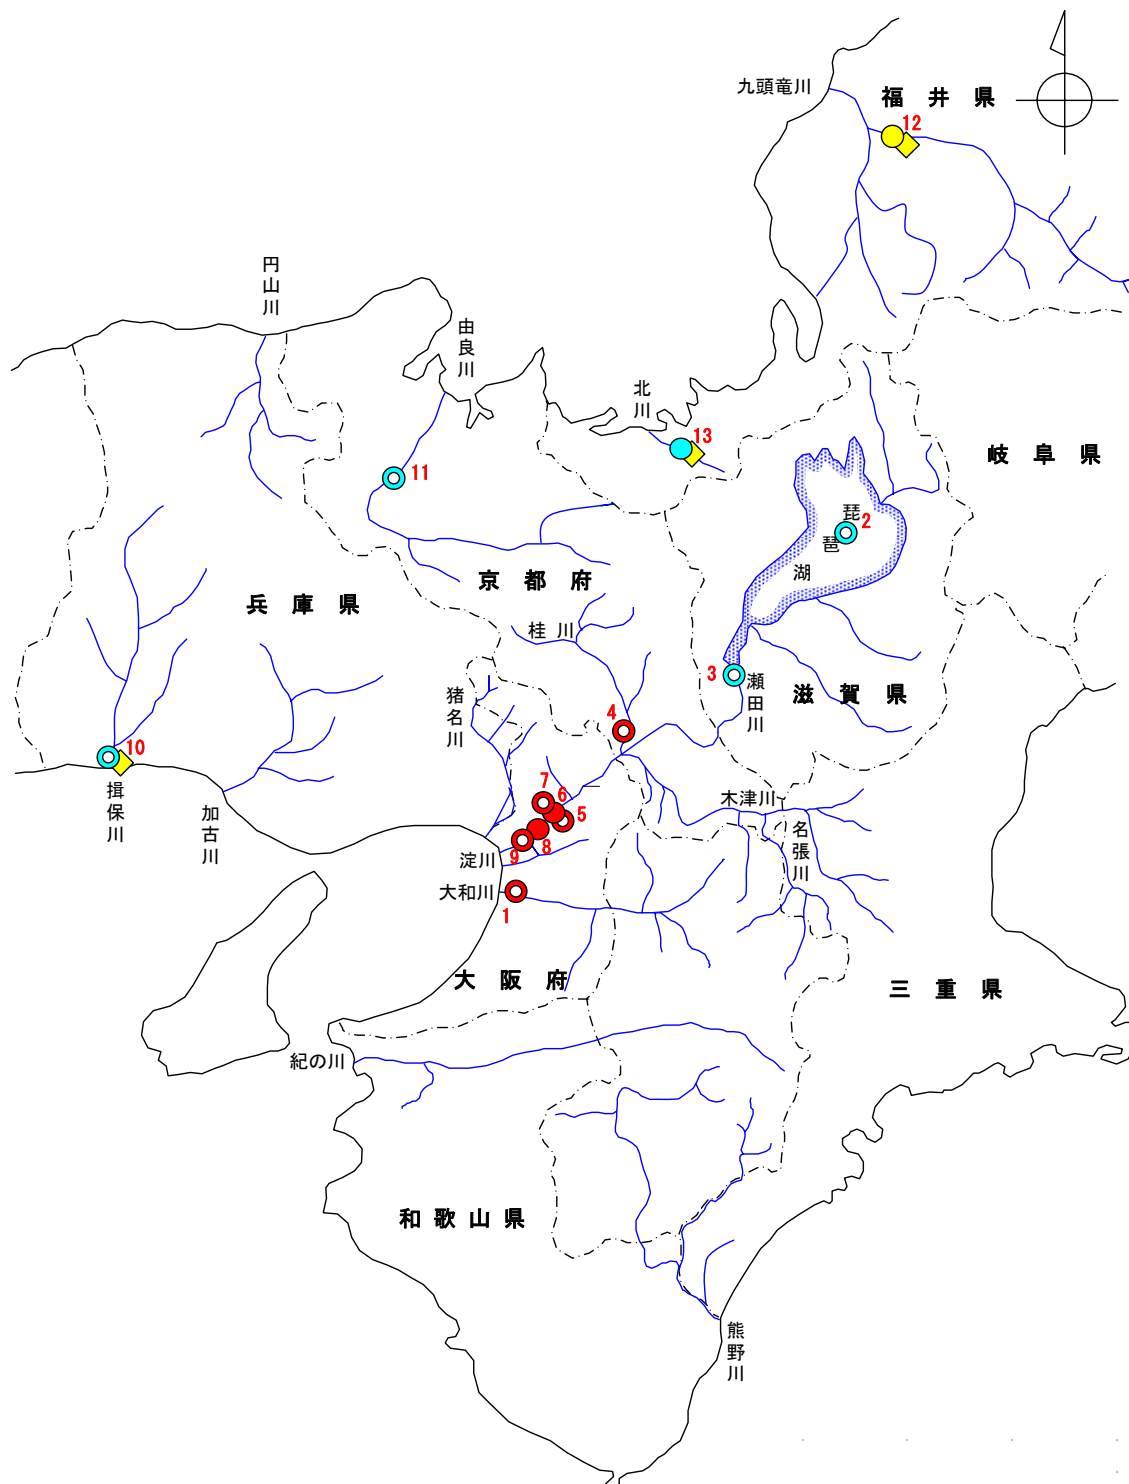 九頭竜川
福井県
12
円山川
由良川
北川
13
岐阜県
11
琵琶湖
2
京都府
兵庫県
桂川
3
瀬田川
滋賀県
猪名川
4
10
揖保川
加古川
7
6
5
8
9
木津川
名張川
淀川
大和川
1
大阪府
三重県
紀の川
和歌山県
熊野川